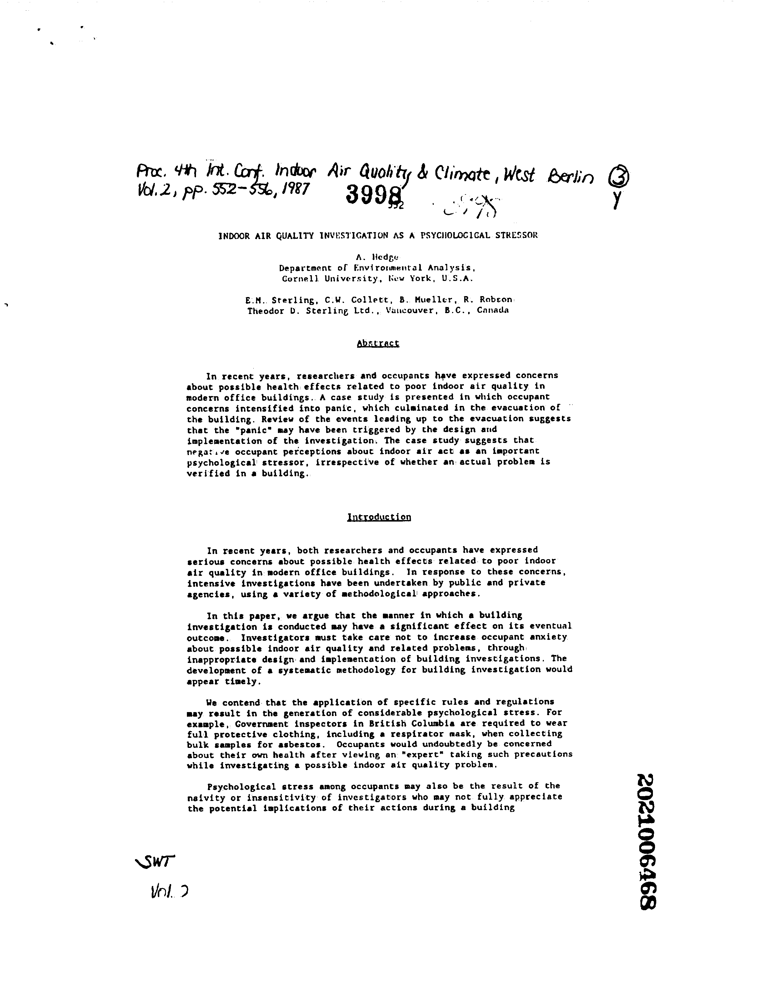 Proc. 4th Int. Conf. Indoor Air Quality & Climate, West Berlin ③
Vol. 2, pp. 552-556, 1987 3998 Y
INDOOR AIR QUALITY INVESTIGATION AS A PSYCHOLOGICAL STRESSOR
A. Hedge
Department of Environmental Analysis,
Cornell University, New York, U.S.A.
E.M. Sterling, C.W. Collett, B. Mueller, R. Robson
Theodor D. Sterling Ltd., Vancouver, B.C., Canada
Abstract
In recent years, researchers and occupants have expressed concerns
about possible health effects related to poor indoor air quality in
modern office buildings. A case study is presented in which occupant
concerns intensified into panic, which culminated in the evacuation of
the building. Review of the events leading up to the evacuation suggests
that the "panic" may have been triggered by the design and
implementation of the investigation. The case study suggests that
negative occupant perceptions about indoor air act as an important
psychological stressor, irrespective of whether an actual problem is
verified in a building.
Introduction
In recent years, both researchers and occupants have expressed
serious concerns about possible health effects related to poor indoor
air quality in modern office buildings. In response to these concerns,
intensive investigations have been undertaken by public and private
agencies, using a variety of methodological approaches.
In this paper, we argue that the manner in which a building
investigation is conducted may have a significant effect on its eventual
outcome. Investigators must take care not to increase occupant anxiety
about possible indoor air quality and related problems, through
inappropriate design and implementation of building investigations. The
development of a systematic methodology for building investigation would
appear timely.
We contend that the application of specific rules and regulations
may result in the generation of considerable psychological stress. For
example, Government inspectors in British Columbia are required to wear
full protective clothing, including a respirator mask, when collecting
bulk samples for asbestos. Occupants would undoubtedly be concerned
about their own health after viewing an "expert" taking such precautions
while investigating a possible indoor air quality problem.
Psychological stress among occupants may also be the result of the
naivity or insensitivity of investigators who may not fully appreciate
the potential implications of their actions during a building
2021006468
SWT
Vol. 2